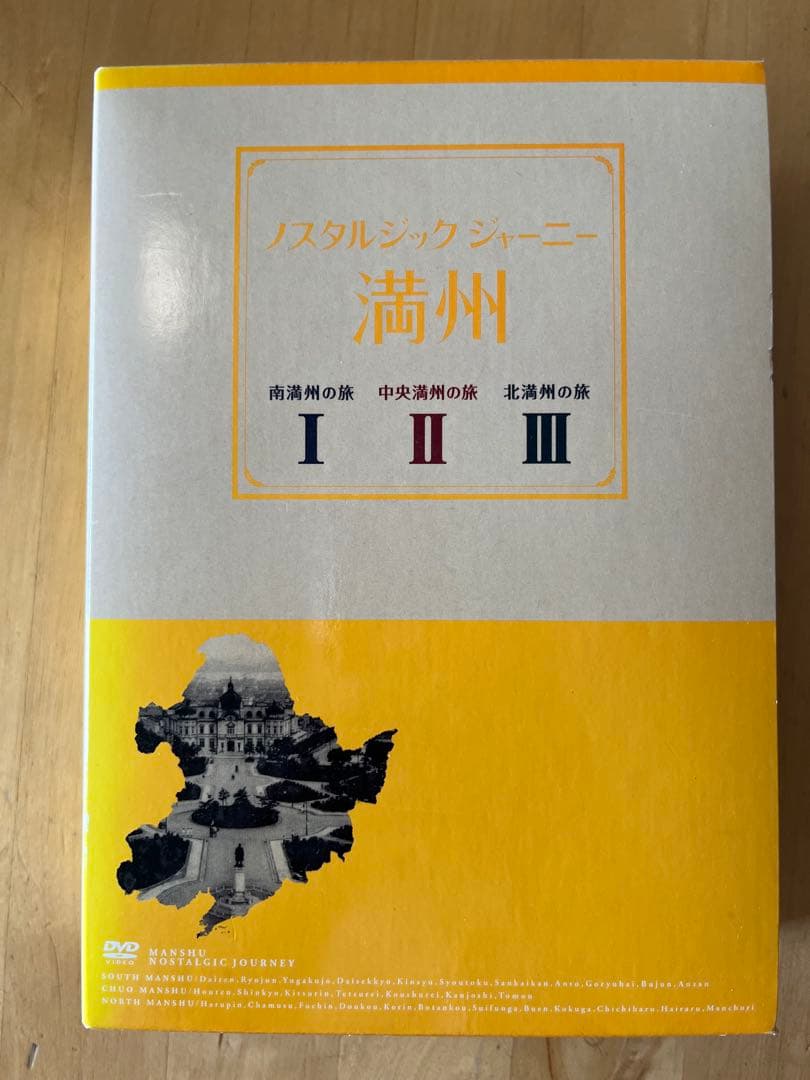 ノスタルジック ジャーニー
満州
南満州の旅 中央満州の旅 北満州の旅
I II III
DVD
VIDEO
MANSHU
NOSTALGIC JOURNEY
SOUTH MANSHU/Dairen,Ryojun,Yugakujo,Daisekkyo,Kinsyu,Syoutoku,Sankaikan,Anto,Goryuhai,Bujun,Anzan
CHUO MANSHU/Houten,Shinkyo,Kitsurin,Tetsurei,Koushurei,Kanjoshi,Tomon
NORTH MANSHU/Harupin,Chamusu,Fuchin,Doukou,Korin,Botankou,Suifunga,Buen,Kokuga,Chichiharu,Hairaru,Manchuri